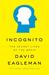 INCOGNITO
THE SECRET LIVES
OF THE BRAIN
DAVID
EAGLEMAN